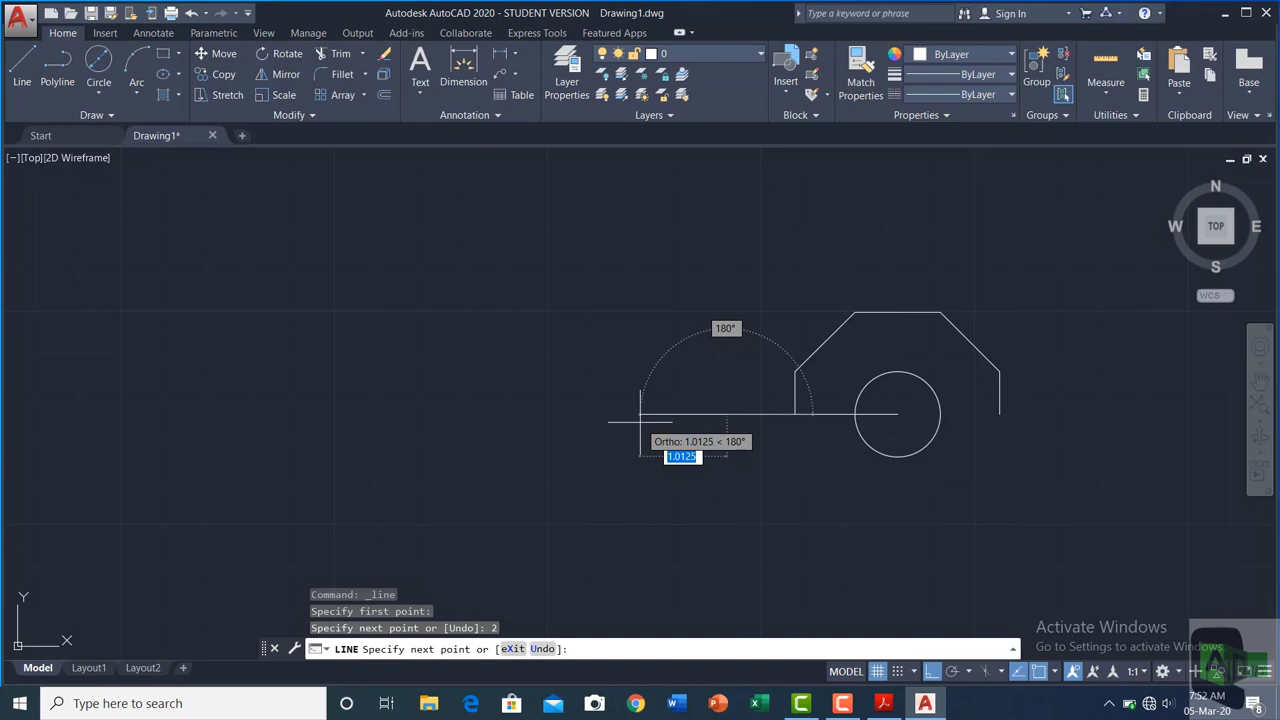 Autodesk AutoCAD 2020 - STUDENT VERSION Drawing1.dwg
Type a keyword or phrase
Sign In
Home Insert Annotate Parametric View Manage Output Add-ins Collaborate Express Tools Featured Apps
Line Polyline Circle Arc
Move Rotate Trim
Copy Mirror Fillet
Stretch Scale Array
Text Dimension Table
Layer Properties
0
Insert
Match Properties
ByLayer
ByLayer
ByLayer
Group
Measure
Paste
Base
Draw Modify Annotation Layers Block Properties Groups Utilities Clipboard View
Start Drawing1*
[−][Top][2D Wireframe]
N
W TOP E
S
WCS
180°
Ortho: 1.0125 < 180°
1.0125
Y
X
Command: _line
Specify first point:
Specify next point or [Undo]: 2
LINE Specify next point or [eXit Undo]:
Activate Windows
Go to Settings to activate Windows.
Model Layout1 Layout2
MODEL
1:1
Type here to search
7:52 AM
05-Mar-20
8